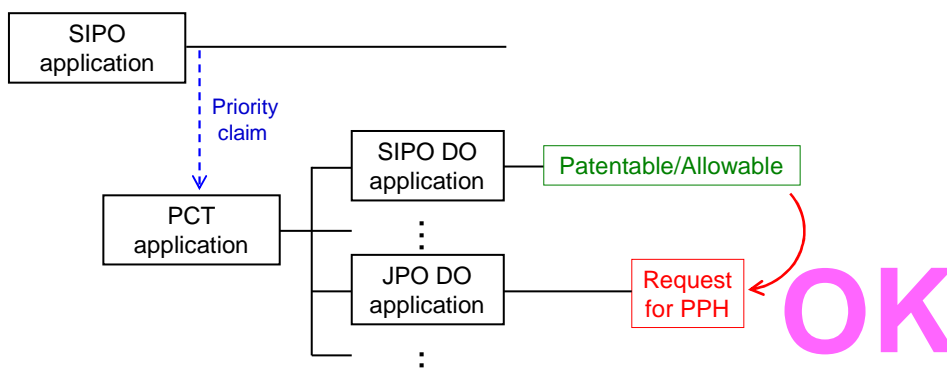 SIPO
application
Priority
claim
SIPO DO
application
Patentable/Allowable
PCT
application
⋮
JPO DO
application
Request
for PPH
OK
⋮